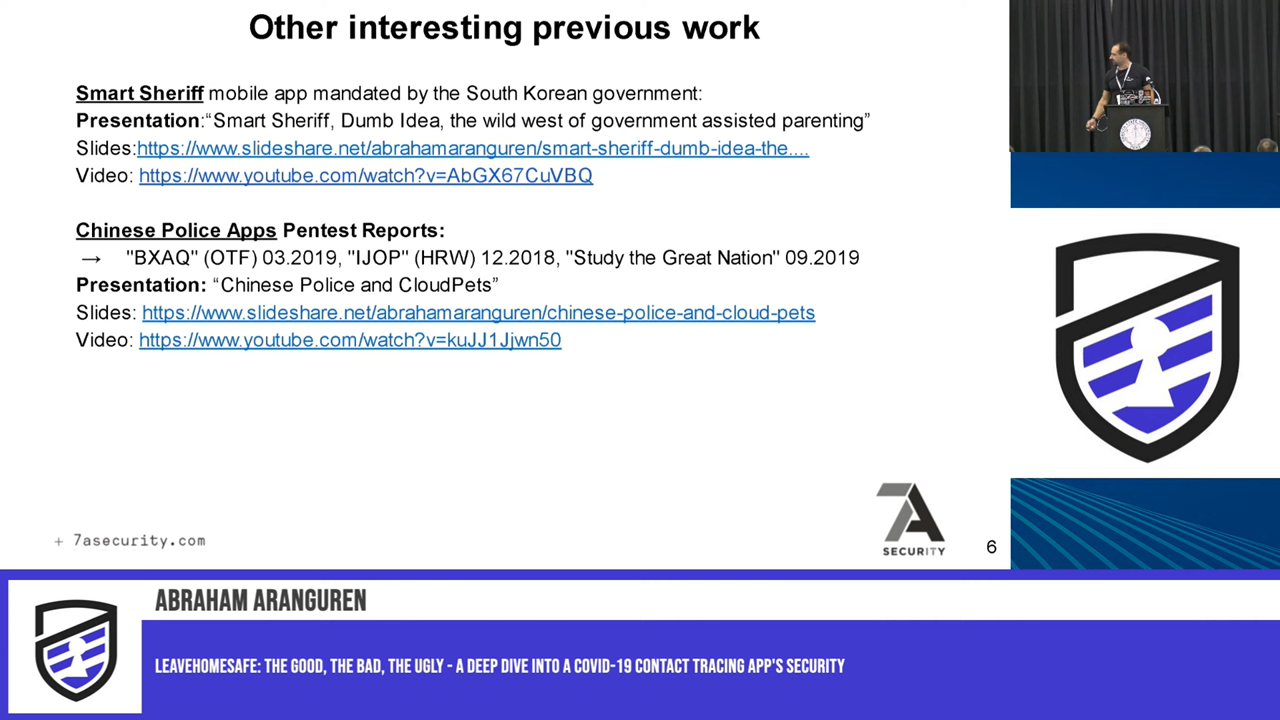 Other interesting previous work
Smart Sheriff mobile app mandated by the South Korean government:
Presentation:“Smart Sheriff, Dumb Idea, the wild west of government assisted parenting”
Slides:https://www.slideshare.net/abrahamaranguren/smart-sheriff-dumb-idea-the....
Video: https://www.youtube.com/watch?v=AbGX67CuVBQ
Chinese Police Apps Pentest Reports:
→ "BXAQ" (OTF) 03.2019, "IJOP" (HRW) 12.2018, "Study the Great Nation" 09.2019
Presentation: “Chinese Police and CloudPets”
Slides: https://www.slideshare.net/abrahamaranguren/chinese-police-and-cloud-pets
Video: https://www.youtube.com/watch?v=kuJJ1Jjwn50
+ 7asecurity.com
7A
SECURITY
6
ABRAHAM ARANGUREN
LEAVEHOMESAFE: THE GOOD, THE BAD, THE UGLY - A DEEP DIVE INTO A COVID-19 CONTACT TRACING APP'S SECURITY